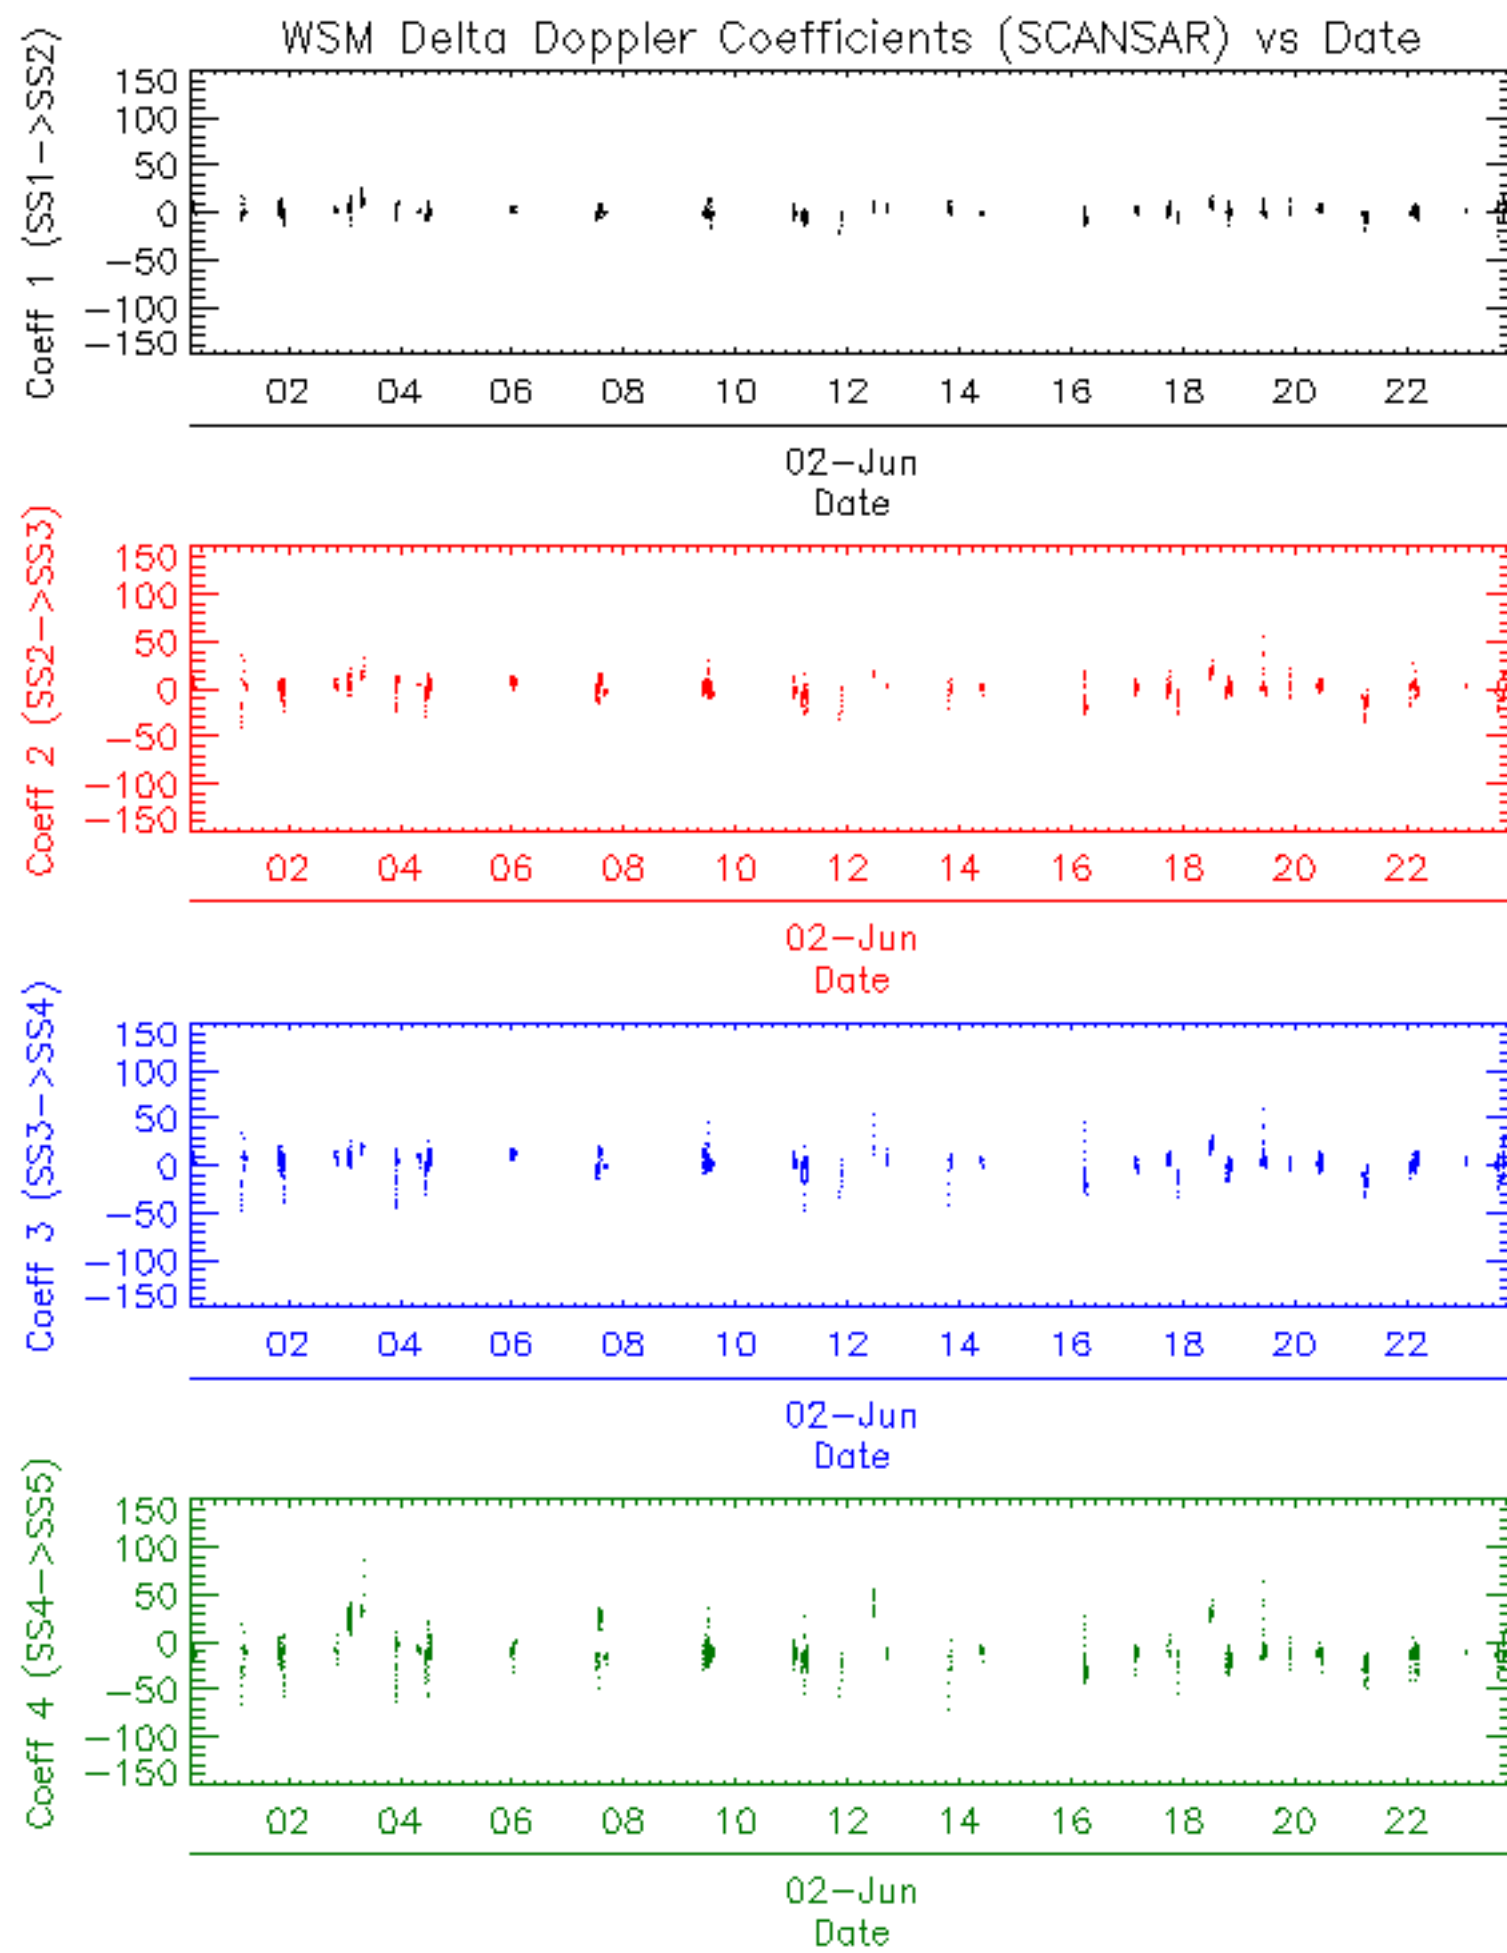 WSM Delta Doppler Coefficients (SCANSAR) vs Date
Coeff 1 (SS1->SS2)
150
100
50
0
-50
-100
-150
02 04 06 08 10 12 14 16 18 20 22
02-Jun
Date
Coeff 2 (SS2->SS3)
150
100
50
0
-50
-100
-150
02 04 06 08 10 12 14 16 18 20 22
02-Jun
Date
Coeff 3 (SS3->SS4)
150
100
50
0
-50
-100
-150
02 04 06 08 10 12 14 16 18 20 22
02-Jun
Date
Coeff 4 (SS4->SS5)
150
100
50
0
-50
-100
-150
02 04 06 08 10 12 14 16 18 20 22
02-Jun
Date